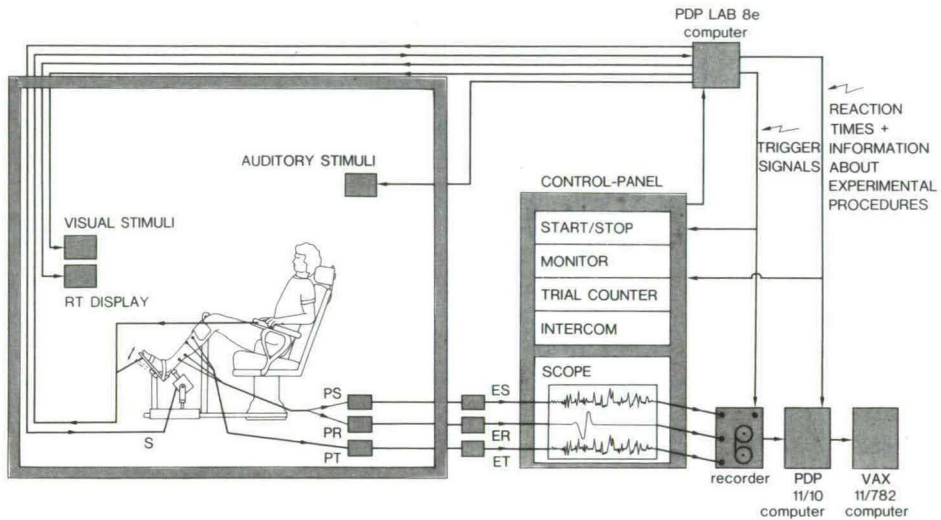 PDP LAB 8e
computer
REACTION
TIMES +
INFORMATION
ABOUT
EXPERIMENTAL
PROCEDURES
TRIGGER
SIGNALS
AUDITORY STIMULI
CONTROL-PANEL
START/STOP
MONITOR
TRIAL COUNTER
INTERCOM
VISUAL STIMULI
RT DISPLAY
SCOPE
PS
ES
PR
ER
PT
ET
S
recorder
PDP
11/10
computer
VAX
11/782
computer